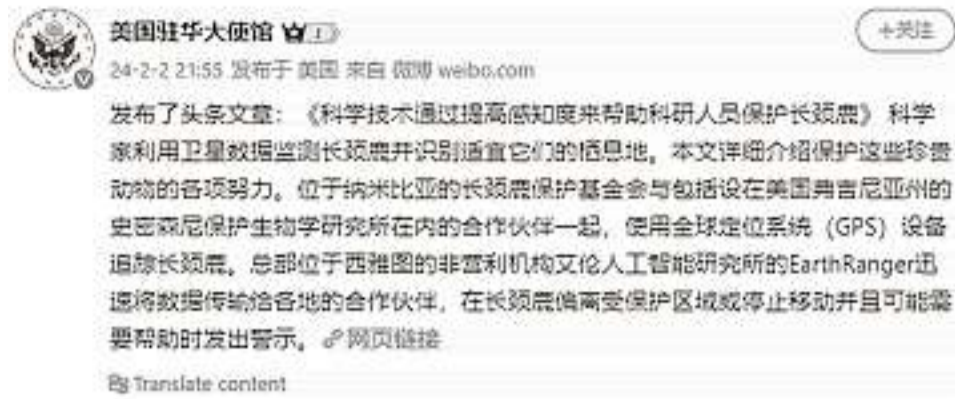 美国驻华大使馆 I
+关注
24-2-2 21:55 发布于 美国 来自 微博 weibo.com
发布了头条文章：《科学技术通过提高感知度来帮助科研人员保护长颈鹿》 科学
家利用卫星数据监测长颈鹿并识别适宜它们的栖息地。本文详细介绍保护这些珍贵
动物的各项努力。位于纳米比亚的长颈鹿保护基金会与包括设在美国弗吉尼亚州的
史密森尼保护生物学研究所在内的合作伙伴一起，使用全球定位系统（GPS）设备
追踪长颈鹿。总部位于西雅图的非营利机构艾伦人工智能研究所的EarthRanger迅
速将数据传输给各地的合作伙伴，在长颈鹿偏离受保护区域或停止移动并且可能需
要帮助时发出警示。网页链接
Translate content